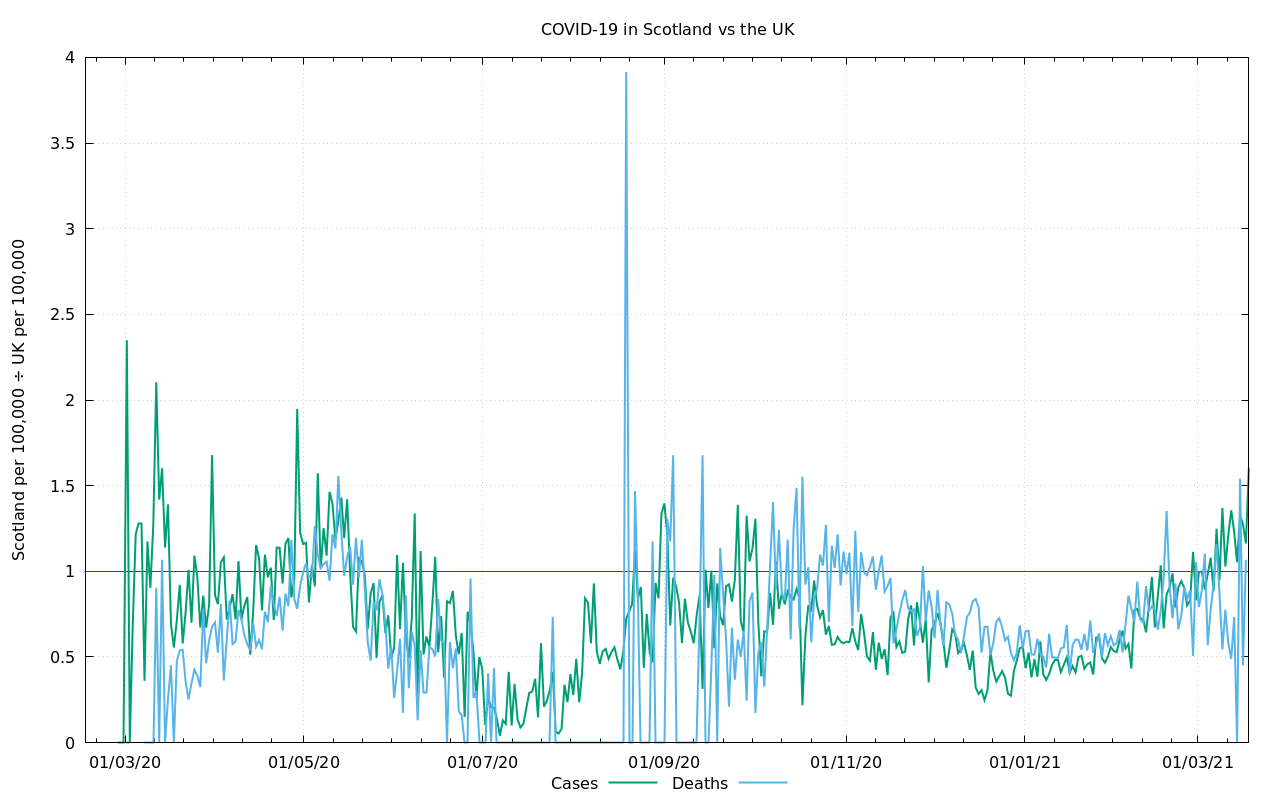 COVID-19 in Scotland vs the UK
Scotland per 100,000 ÷ UK per 100,000
4
3.5
3
2.5
2
1.5
1
0.5
0
01/03/20 01/05/20 01/07/20 01/09/20 01/11/20 01/01/21 01/03/21
Cases Deaths